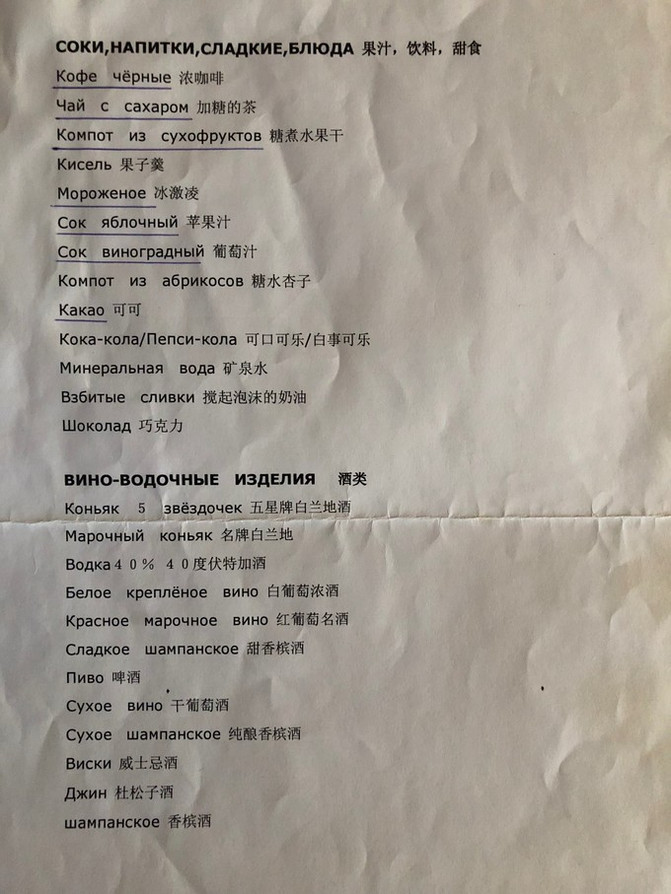 СОКИ,НАПИТКИ,СЛАДКИЕ,БЛЮДА 果汁，饮料，甜食
Кофе чёрные 浓咖啡
Чай с сахаром 加糖的茶
Компот из сухофруктов 糖煮水果干
Кисель 果子羹
Мороженое 冰激凌
Сок яблочный 苹果汁
Сок виноградный 葡萄汁
Компот из абрикосов 糖水杏子
Какао 可可
Кока-кола/Пепси-кола 可口可乐/白事可乐
Минеральная вода 矿泉水
Взбитые сливки 搅起泡沫的奶油
Шоколад 巧克力
ВИНО-ВОДОЧНЫЕ ИЗДЕЛИЯ 酒类
Коньяк 5 звёздочек 五星牌白兰地酒
Марочный коньяк 名牌白兰地
Водка４０％ ４０度伏特加酒
Белое креплёное вино 白葡萄浓酒
Красное марочное вино 红葡萄名酒
Сладкое шампанское 甜香槟酒
Пиво 啤酒
Сухое вино 干葡萄酒
Сухое шампанское 纯酿香槟酒
Виски 威士忌酒
Джин 杜松子酒
шампанское 香槟酒